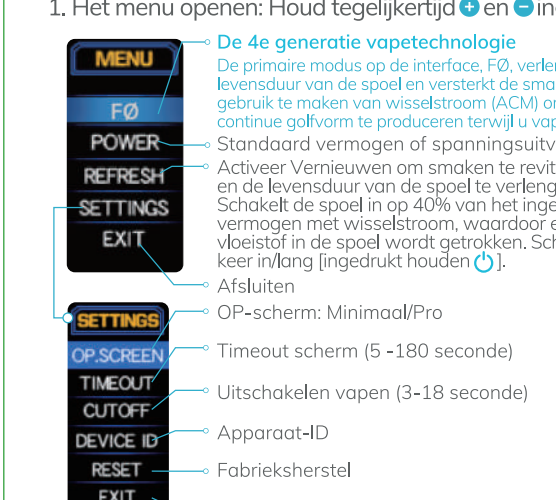 1. Het menu openen: Houd tegelijkertijd + en - in
MENU
De 4e generatie vapetechnologie
De primaire modus op de interface, FØ, verle
levensduur van de spoel en versterkt de sma
gebruik te maken van wisselstroom (ACM) o
continue golfvorm te produceren terwijl u va
FØ
POWER
Standaard vermogen of spanningsuitv
REFRESH
Activeer Vernieuwen om smaken te revit
en de levensduur van de spoel te verleng
SETTINGS
Schakelt de spoel in op 40% van het inge
vermogen met wisselstroom, waardoor e
EXIT
vloeistof in de spoel wordt getrokken. Sch
keer in/lang [ingedrukt houden ].
Afsluiten
SETTINGS
OP-scherm: Minimaal/Pro
OP.SCREEN
Timeout scherm (5 -180 seconde)
TIMEOUT
CUTOFF
Uitschakelen vapen (3-18 seconde)
DEVICE ID
Apparaat-ID
RESET
Fabrieksherstel
EXIT